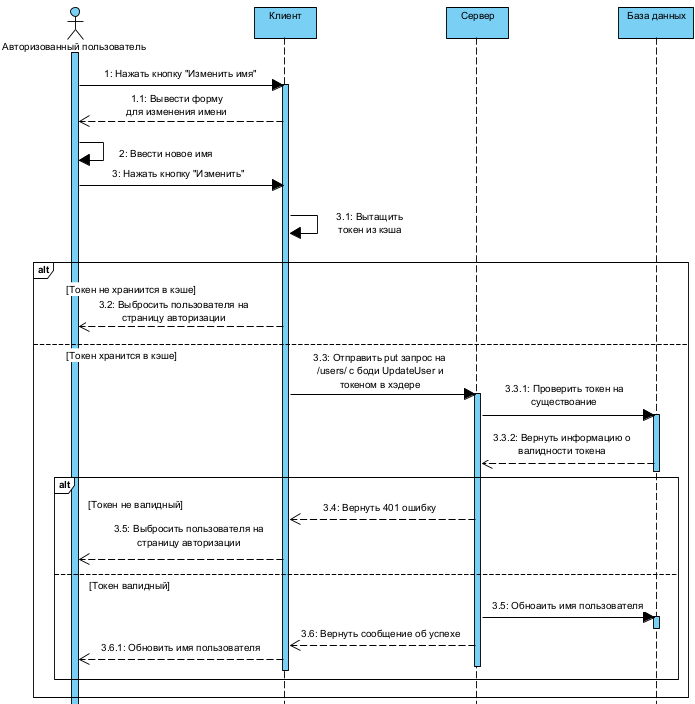 Клиент
Сервер
База данных
Авторизованный пользователь
1: Нажать кнопку "Изменить имя"
1.1: Вывести форму
для изменения имени
2: Ввести новое имя
3: Нажать кнопку "Изменить"
3.1: Вытащить
токен из кэша
alt
[Токен не храниится в кэше]
3.2: Выбросить пользователя на
страницу авторизации
[Токен хранится в кэше]
3.3: Отправить put запрос на
/users/ с боди UpdateUser и
токеном в хэдере
3.3.1: Проверить токен на
существоание
3.3.2: Вернуть информацию о
валидности токена
alt
[Токен не валидный]
3.4: Вернуть 401 ошибку
3.5: Выбросить пользователя на
страницу авторизации
[Токен валидный]
3.5: Обноаить имя пользователя
3.6: Вернуть сообщение об успехе
3.6.1: Обновить имя пользователя